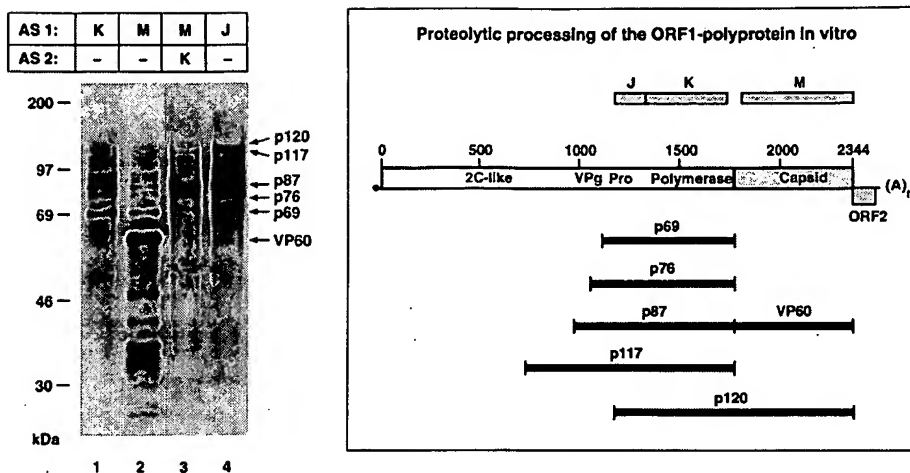 AS 1: K M M J
AS 2: – – K –
200
97
69
46
30
kDa
1 2 3 4
p120
p117
p87
p76
p69
VP60
Proteolytic processing of the ORF1-polyprotein in vitro
J K M
0 500 1000 1500 2000 2344
2C-like VPg Pro Polymerase Capsid
ORF2
p69
p76
p87 VP60
p117
p120